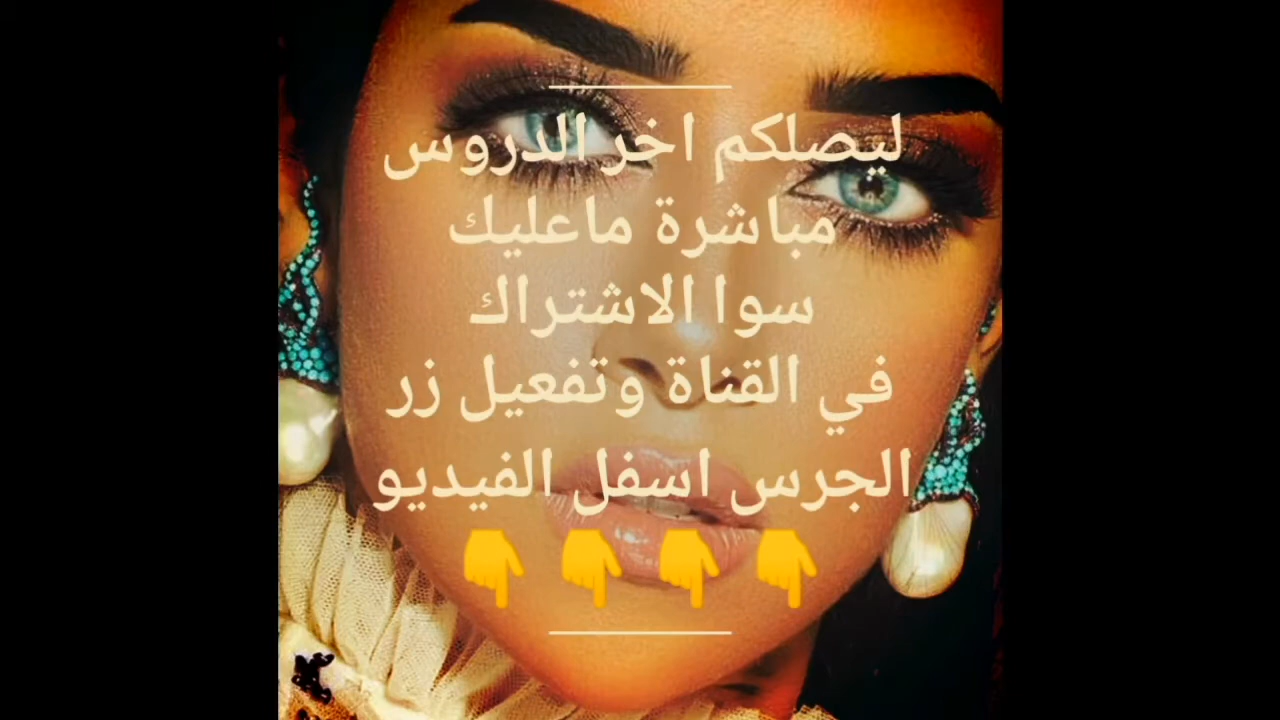 ليصلكم اخر الدروس
مباشرة ماعليك
سوا الاشتراك
في القناة وتفعيل زر
الجرس اسفل الفيديو
👇 👇 👇 👇